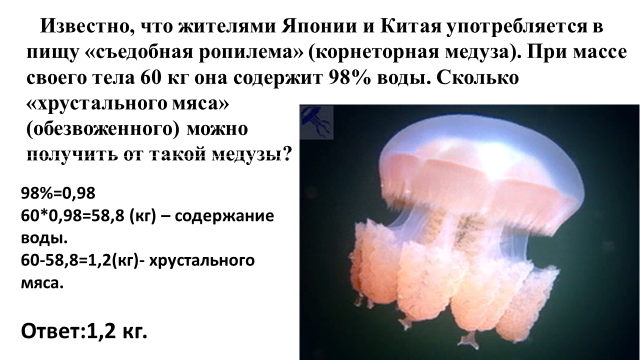 Известно, что жителями Японии и Китая употребляется в
пищу «съедобная ропилема» (корнеторная медуза). При массе
своего тела 60 кг она содержит 98% воды. Сколько
«хрустального мяса»
(обезвоженного) можно
получить от такой медузы?
98%=0,98
60*0,98=58,8 (кг) – содержание
воды.
60-58,8=1,2(кг)- хрустального
мяса.
Ответ:1,2 кг.